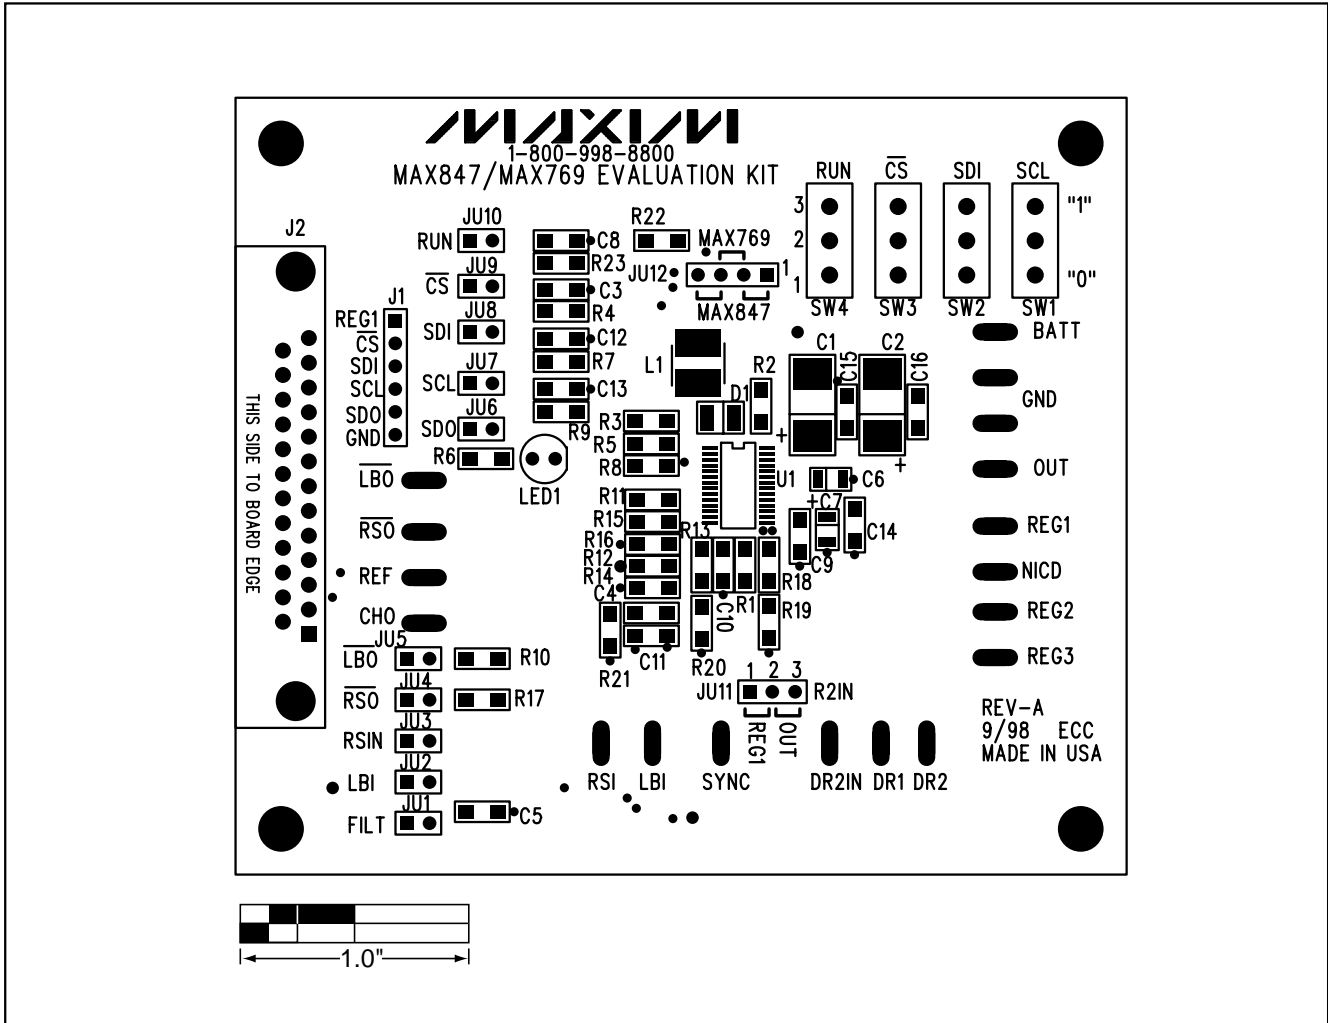 MAXIM
1-800-998-8800
MAX847/MAX769 EVALUATION KIT
RUN CS SDI SCL
3 "1"
2
1 "0"
SW4 SW3 SW2 SW1
J2
JU10
RUN
C8
R22
R23
MAX769
JU12
1
MAX847
JU9
CS
C3
J1
REG1
CS
SDI
SCL
SDO
GND
JU8
SDI
R4
C12
JU7
SCL
R7
C13
JU6
SDO
R9
R6
LED1
L1
D1
R2
C1
C15
C2
C16
+
+
BATT
GND
OUT
REG1
NICD
REG2
REG3
THIS SIDE TO BOARD EDGE
LBO
RSO
REF
CHO
R3
R5
R8
R11
R15
R16
R12
R14
C4
U1
C6
+C7
C14
C9
R13
R18
R1
C10
R19
R20
C11
R21
JU5
LBO
R10
JU4
RSO
R17
JU3
RSIN
JU2
LBI
JU1
FILT
C5
1 2 3
JU11
R2IN
REG1
OUT
RSI LBI SYNC DR2IN DR1 DR2
REV-A
9/98 ECC
MADE IN USA
1.0"